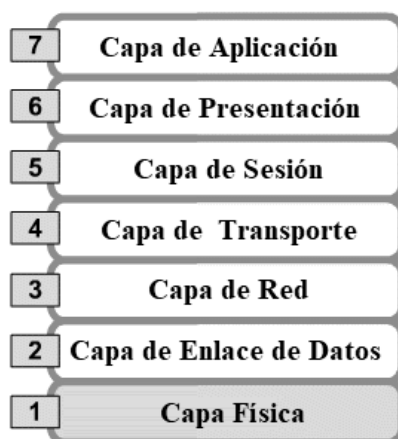 7 Capa de Aplicación
6 Capa de Presentación
5 Capa de Sesión
4 Capa de Transporte
3 Capa de Red
2 Capa de Enlace de Datos
1 Capa Física